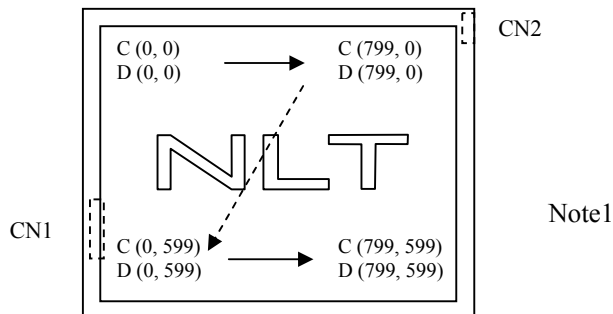 CN2
C (0, 0)
D (0, 0)
C (799, 0)
D (799, 0)
NLT
Note1
CN1
C (0, 599)
D (0, 599)
C (799, 599)
D (799, 599)